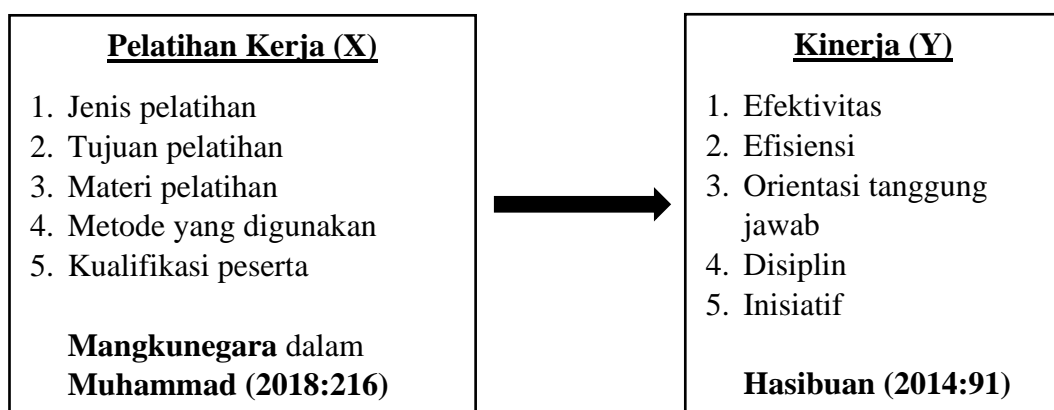 Pelatihan Kerja (X)
1. Jenis pelatihan
2. Tujuan pelatihan
3. Materi pelatihan
4. Metode yang digunakan
5. Kualifikasi peserta
Mangkunegara dalam
Muhammad (2018:216)
Kinerja (Y)
1. Efektivitas
2. Efisiensi
3. Orientasi tanggung
jawab
4. Disiplin
5. Inisiatif
Hasibuan (2014:91)